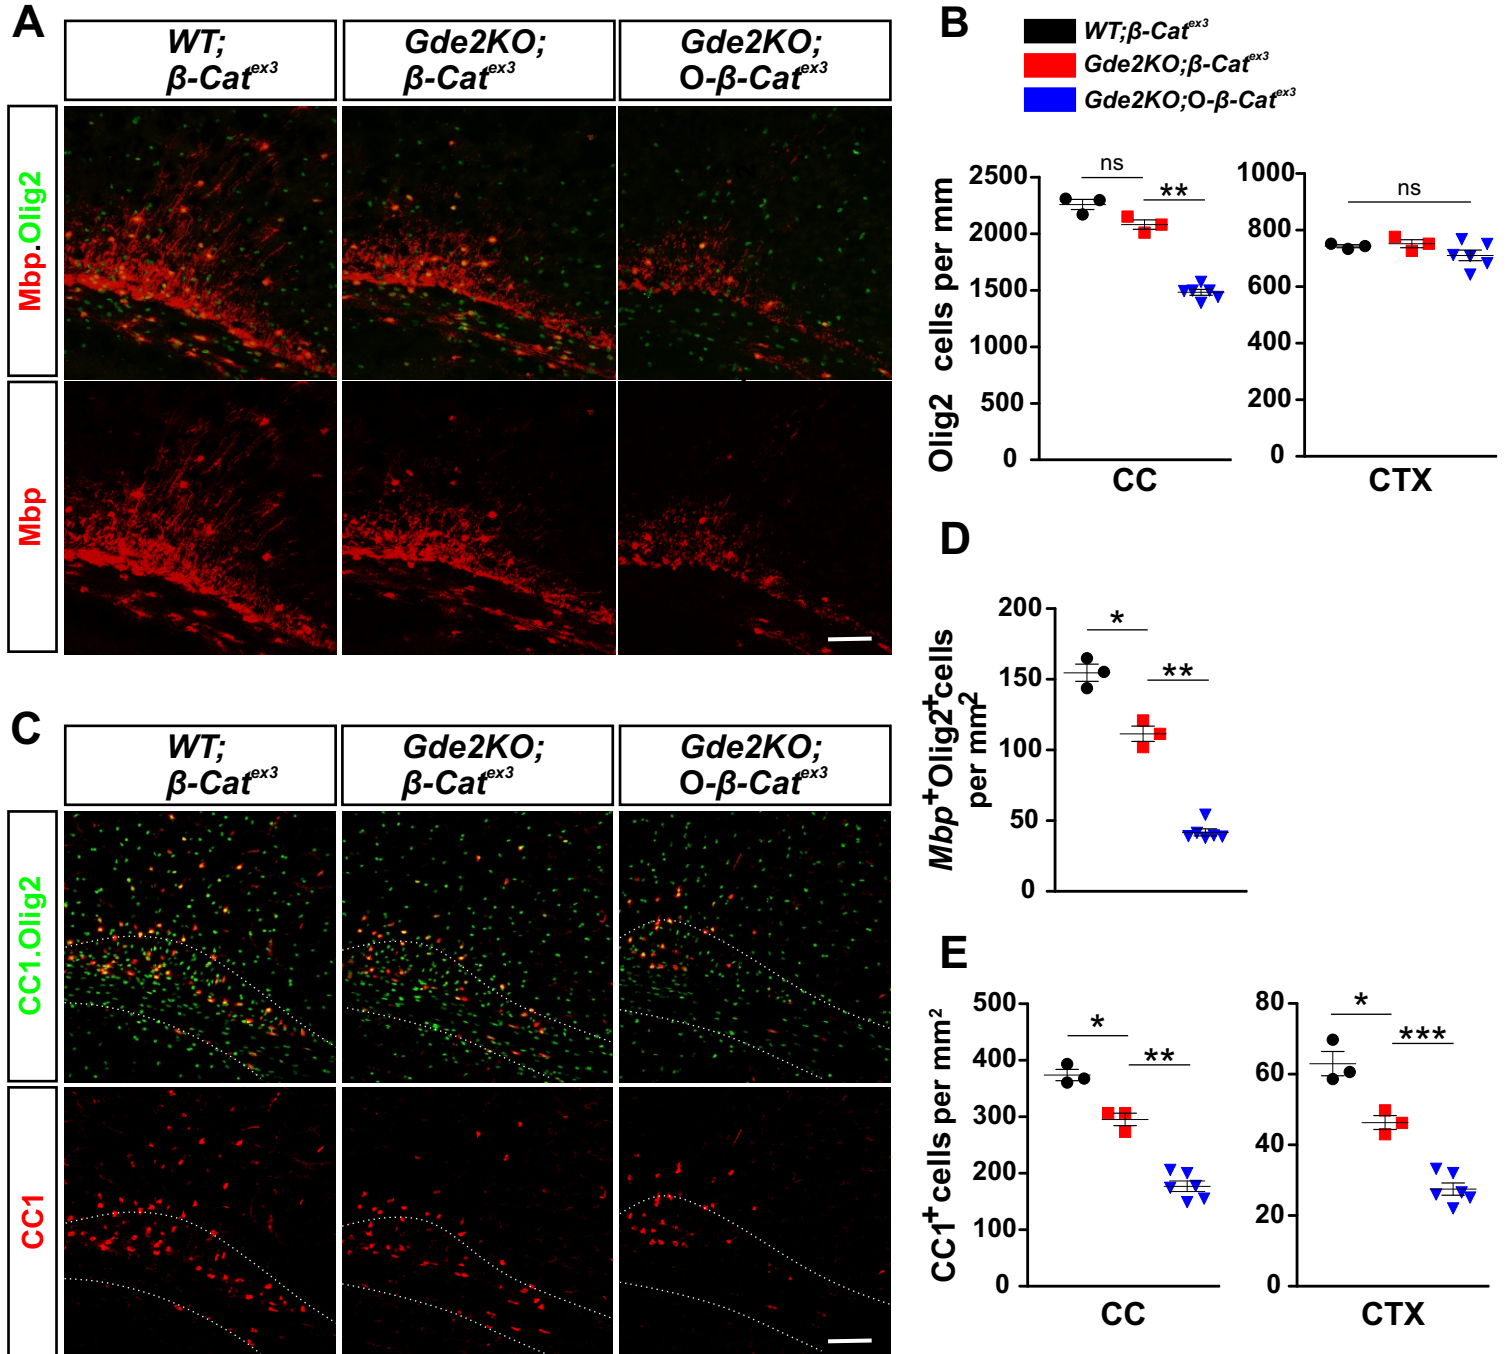 A
WT;
β-Catex3
Gde2KO;
β-Catex3
Gde2KO;
O-β-Catex3
Mbp.Olig2
Mbp
B
WT;β-Catex3
Gde2KO;β-Catex3
Gde2KO;O-β-Catex3
Olig2 cells per mm
2500
2000
1500
1000
500
0
ns
**
CC
1000
800
600
400
200
0
ns
CTX
C
WT;
β-Catex3
Gde2KO;
β-Catex3
Gde2KO;
O-β-Catex3
CC1.Olig2
CC1
D
Mbp+Olig2+cells
per mm2
200
150
100
50
0
*
**
E
CC1+cells per mm2
500
400
300
200
100
0
*
**
CC
80
60
40
20
0
*
***
CTX